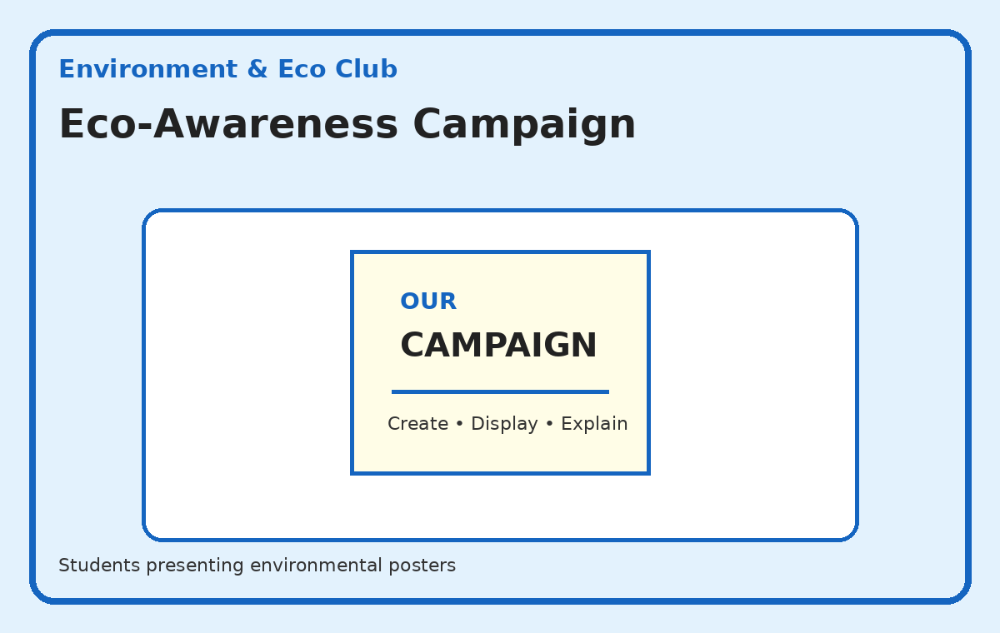 Environment & Eco Club
Eco-Awareness Campaign
OUR
CAMPAIGN
Create • Display • Explain
Students presenting environmental posters